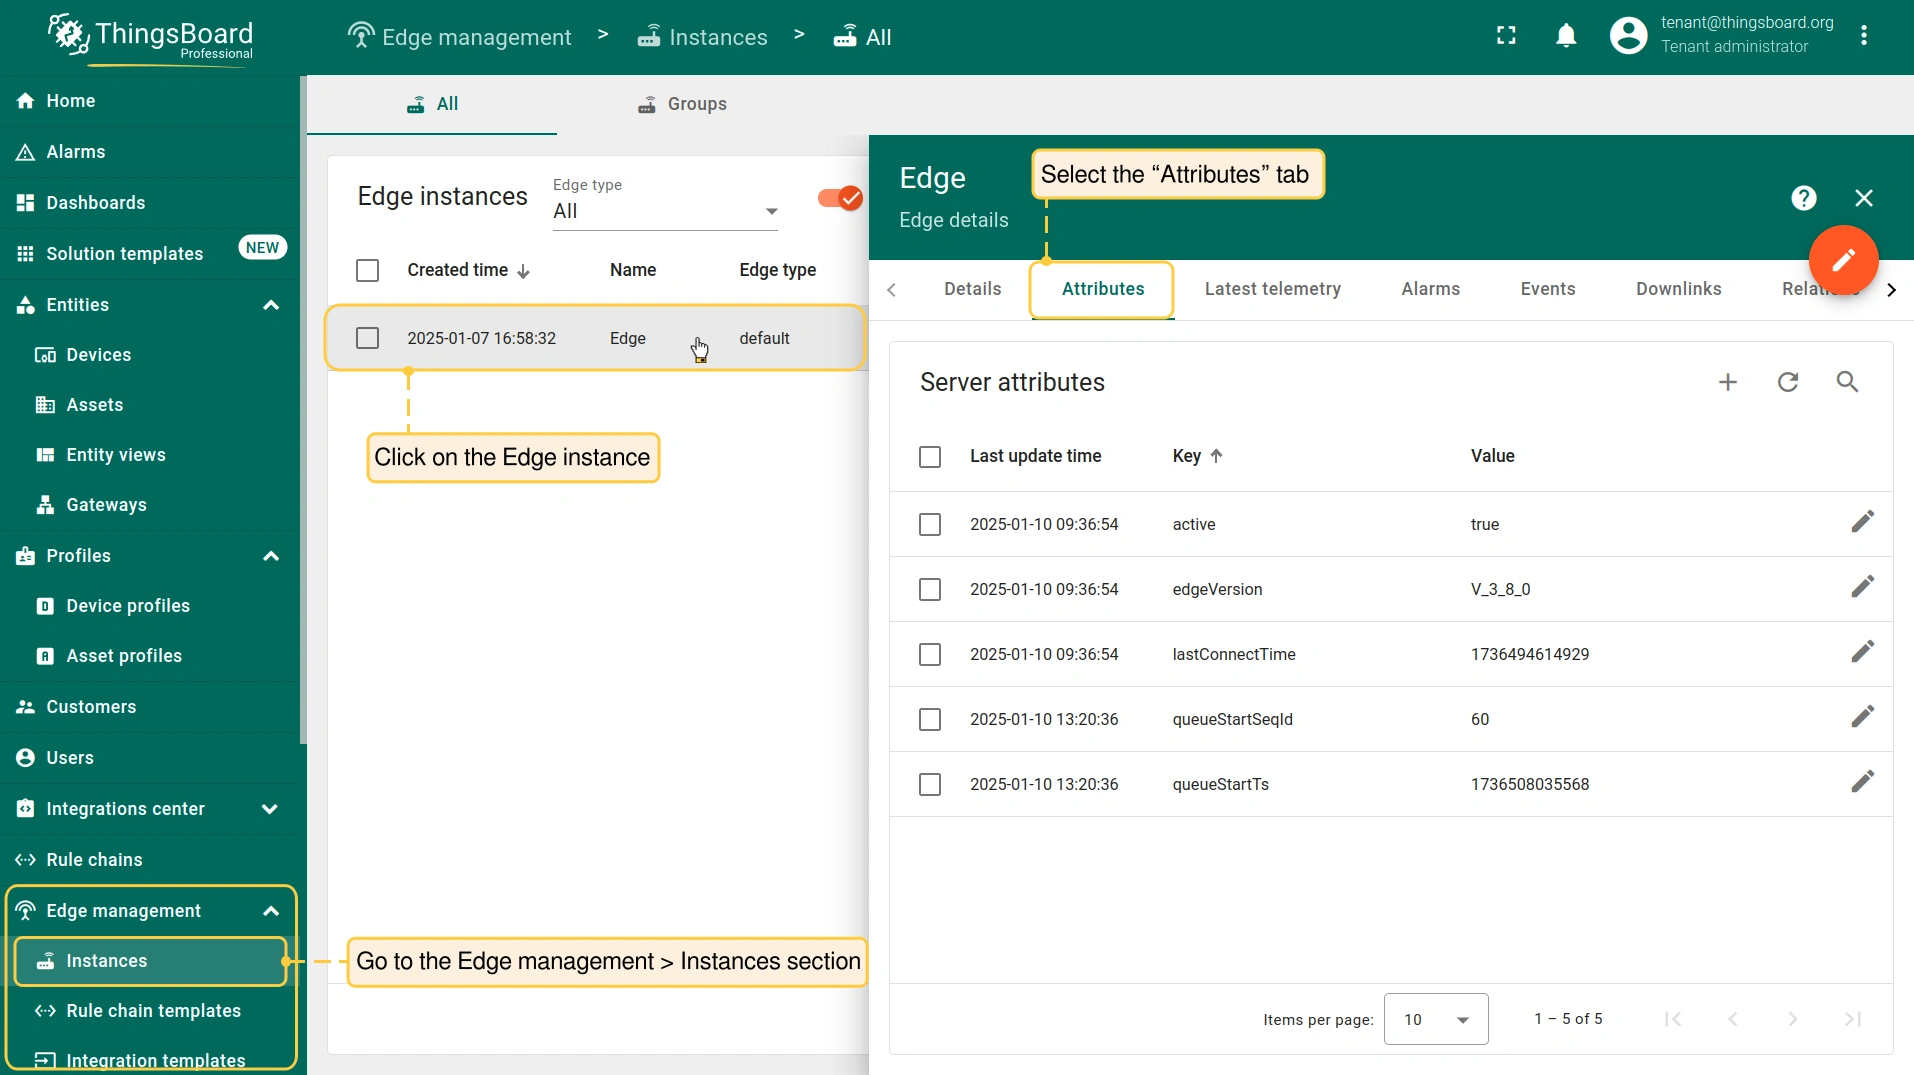 ThingsBoard
Professional
Edge management > Instances > All
tenant@thingsboard.org
Tenant administrator
Home
Alarms
Dashboards
Solution templates NEW
Entities
Devices
Assets
Entity views
Gateways
Profiles
Device profiles
Asset profiles
Customers
Users
Integrations center
Rule chains
Edge management
Instances
Rule chain templates
Integration templates
All Groups
Edge instances
Edge type
All
Created time Name Edge type
2025-01-07 16:58:32 Edge default
Click on the Edge instance
Go to the Edge management > Instances section
Edge
Edge details
Select the “Attributes” tab
Details Attributes Latest telemetry Alarms Events Downlinks
Server attributes
Last update time Key Value
2025-01-10 09:36:54 active true
2025-01-10 09:36:54 edgeVersion V_3_8_0
2025-01-10 09:36:54 lastConnectTime 1736494614929
2025-01-10 13:20:36 queueStartSeqId 60
2025-01-10 13:20:36 queueStartTs 1736508035568
Items per page: 10 1 – 5 of 5